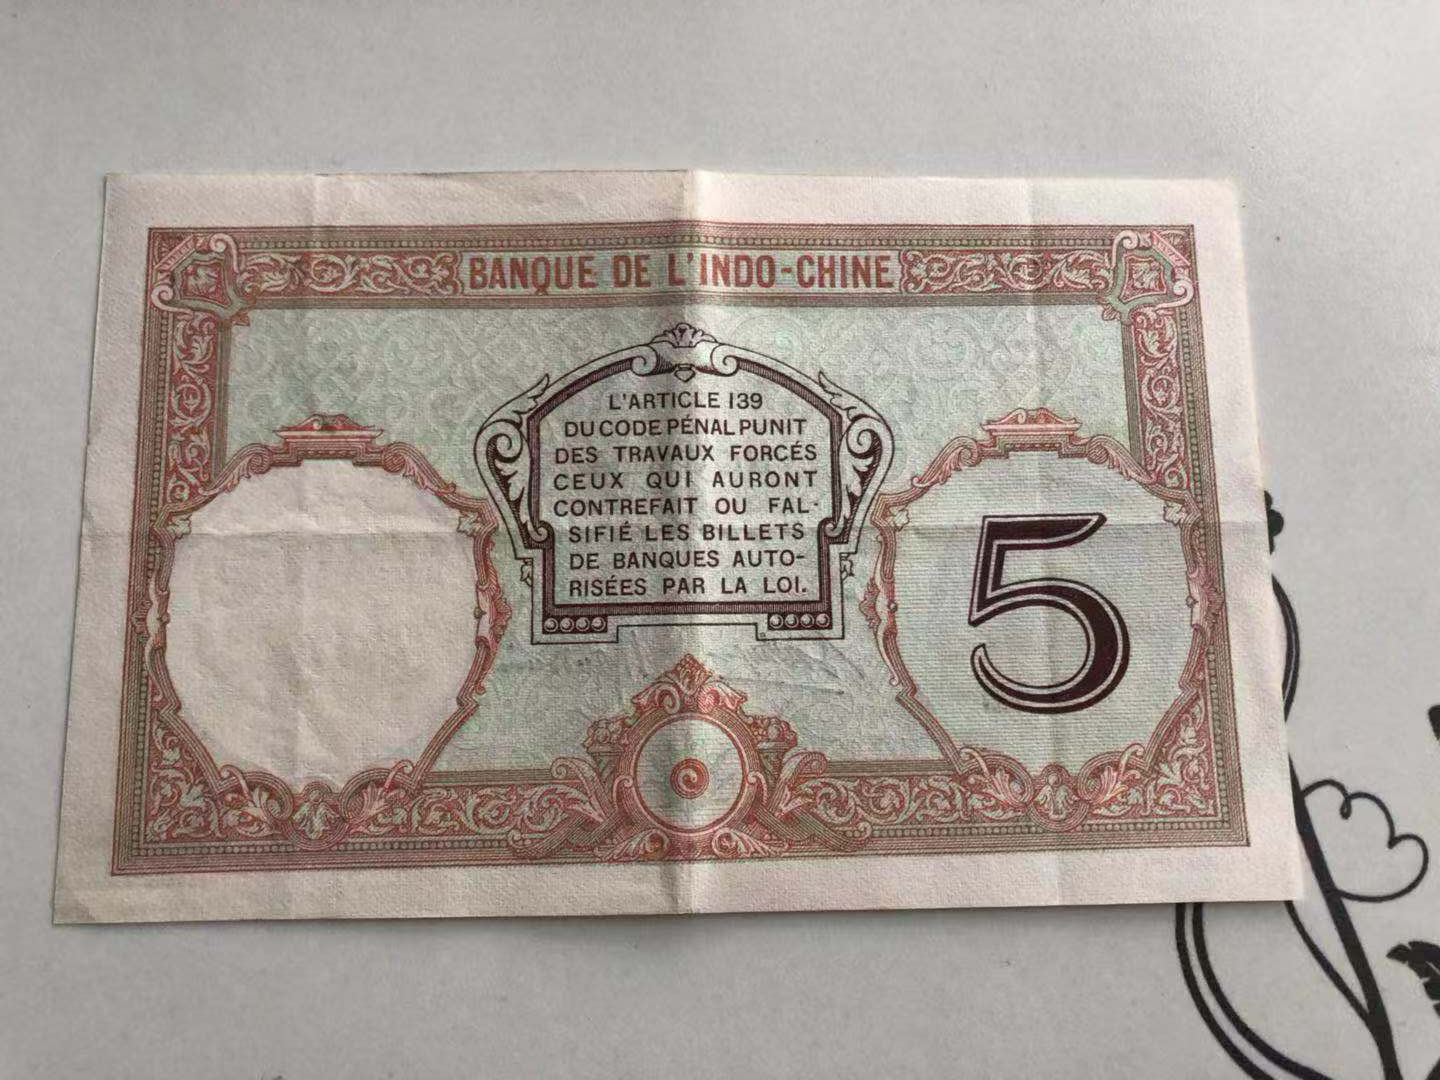 BANQUE DE L'INDO-CHINE
L'ARTICLE 139
DU CODE PÉNAL PUNIT
DES TRAVAUX FORCÉS
CEUX QUI AURONT
CONTREFAIT OU FAL-
SIFIÉ LES BILLETS
DE BANQUES AUTO-
RISÉES PAR LA LOI.
5